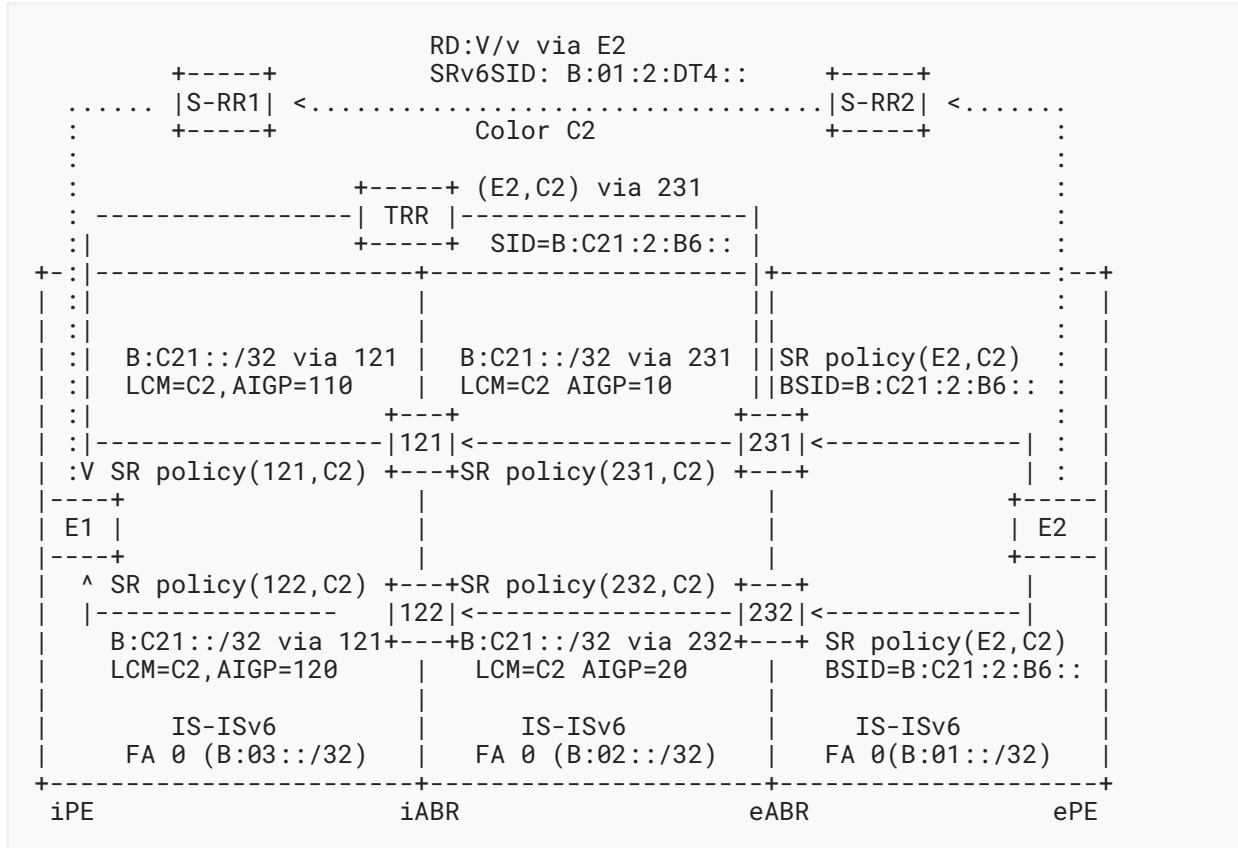 RD:V/v via E2
+-----+ SRv6SID: B:01:2:DT4:: +-----+
...... |S-RR1| <..................................|S-RR2| <.......
: +-----+ Color C2 +-----+ :
: :
: +-----+ (E2,C2) via 231 :
: -----------------| TRR |-------------------| :
:| +-----+ SID=B:C21:2:B6:: | :
+-:|----------------------+---------------------|+------------------:--+
| :| | || : |
| :| | || : |
| :| B:C21::/32 via 121 | B:C21::/32 via 231 ||SR policy(E2,C2) : |
| :| LCM=C2,AIGP=110 | LCM=C2 AIGP=10 ||BSID=B:C21:2:B6:: : |
| :| +---+ +---+ : |
| :|-------------------|121|<-----------------|231|<-------------| : |
| :V SR policy(121,C2) +---+SR policy(231,C2) +---+ | : |
|----+ | | +-----|
| E1 | | | | E2 |
|----+ | | +-----|
| ^ SR policy(122,C2) +---+SR policy(232,C2) +---+ | |
| |---------------- |122|<-----------------|232|<-------------| |
| B:C21::/32 via 121+---+B:C21::/32 via 232+---+ SR policy(E2,C2) |
| LCM=C2,AIGP=120 | LCM=C2 AIGP=20 | BSID=B:C21:2:B6:: |
| | | |
| IS-ISv6 | IS-ISv6 | IS-ISv6 |
| FA 0 (B:03::/32) | FA 0 (B:02::/32) | FA 0(B:01::/32) |
+-------------------------+----------------------+---------------------+
iPE iABR eABR ePE